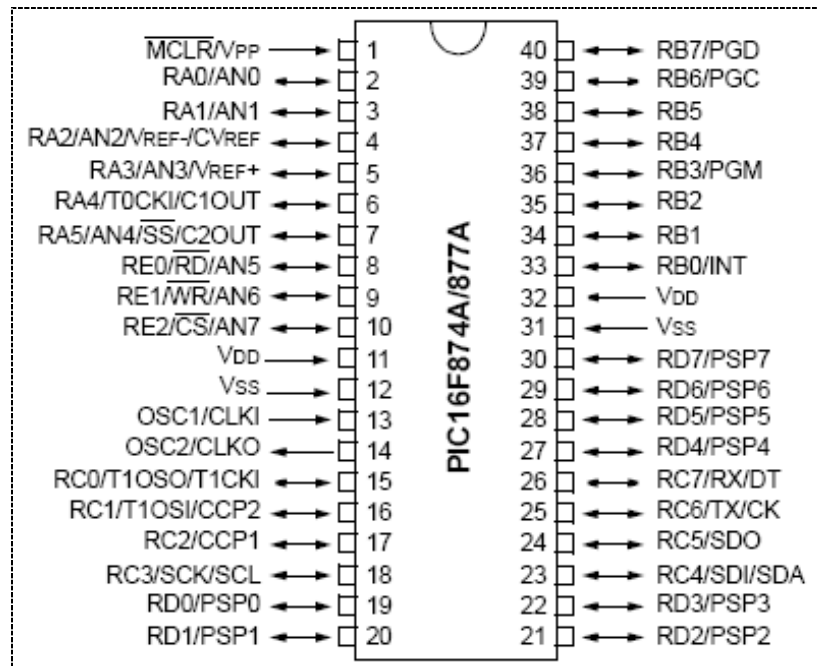 MCLR/VPP 1 40 RB7/PGD
RA0/AN0 2 39 RB6/PGC
RA1/AN1 3 38 RB5
RA2/AN2/VREF-/CVREF 4 37 RB4
RA3/AN3/VREF+ 5 36 RB3/PGM
RA4/T0CKI/C1OUT 6 35 RB2
RA5/AN4/SS/C2OUT 7 34 RB1
RE0/RD/AN5 8 33 RB0/INT
RE1/WR/AN6 9 32 VDD
RE2/CS/AN7 10 31 VSS
VDD 11 30 RD7/PSP7
VSS 12 29 RD6/PSP6
OSC1/CLKI 13 28 RD5/PSP5
OSC2/CLKO 14 27 RD4/PSP4
RC0/T1OSO/T1CKI 15 26 RC7/RX/DT
RC1/T1OSI/CCP2 16 25 RC6/TX/CK
RC2/CCP1 17 24 RC5/SDO
RC3/SCK/SCL 18 23 RC4/SDI/SDA
RD0/PSP0 19 22 RD3/PSP3
RD1/PSP1 20 21 RD2/PSP2
PIC16F874A/877A